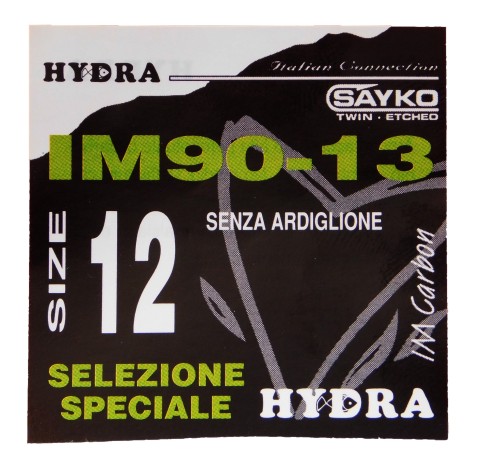 HYDRA
Italian Connection
SAYKO
TWIN · ETCHED
IM90-13
SIZE
12
SENZA ARDIGLIONE
IM Carbon
SELEZIONE
SPECIALE
HYDRA